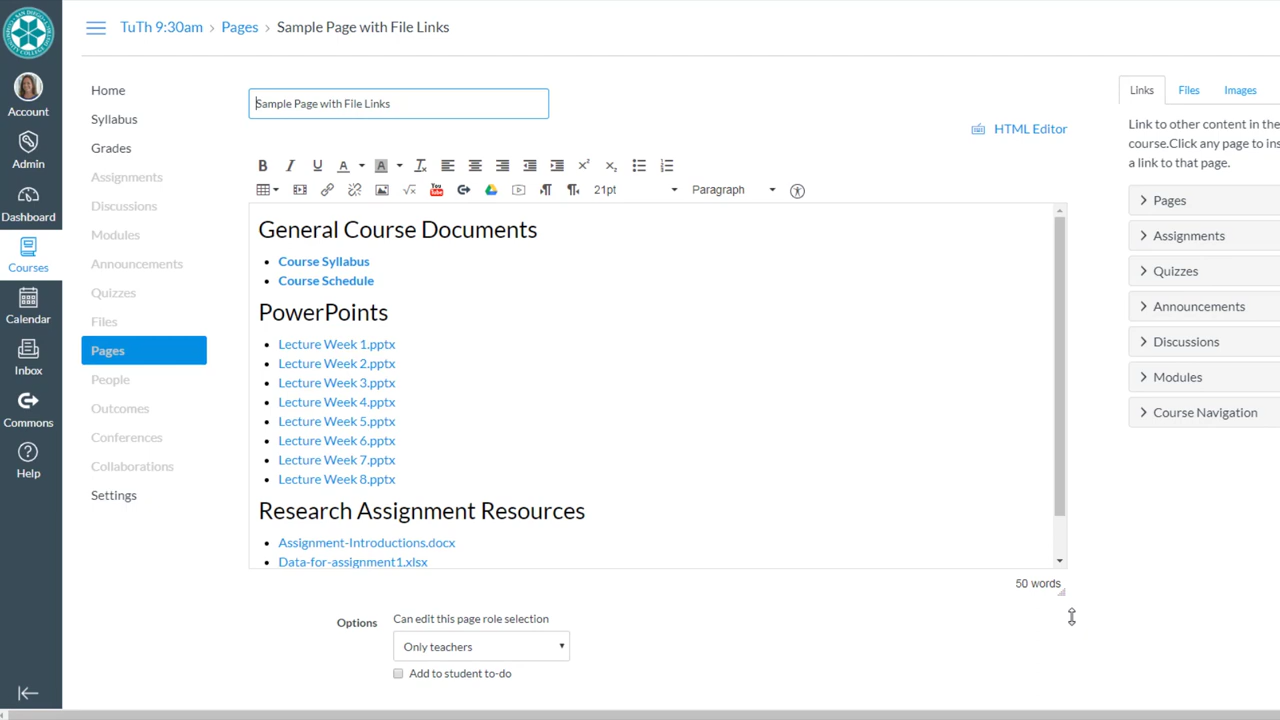 TuTh 9:30am > Pages > Sample Page with File Links
Account
Admin
Dashboard
Courses
Calendar
Inbox
Commons
Help
Home
Syllabus
Grades
Assignments
Discussions
Modules
Announcements
Quizzes
Files
Pages
People
Outcomes
Conferences
Collaborations
Settings
Sample Page with File Links
HTML Editor
21pt
Paragraph
General Course Documents
Course Syllabus
Course Schedule
PowerPoints
Lecture Week 1.pptx
Lecture Week 2.pptx
Lecture Week 3.pptx
Lecture Week 4.pptx
Lecture Week 5.pptx
Lecture Week 6.pptx
Lecture Week 7.pptx
Lecture Week 8.pptx
Research Assignment Resources
Assignment-Introductions.docx
Data-for-assignment1.xlsx
50 words
Options
Can edit this page role selection
Only teachers
Add to student to-do
Links Files Images
Link to other content in the
course.Click any page to ins
a link to that page.
Pages
Assignments
Quizzes
Announcements
Discussions
Modules
Course Navigation